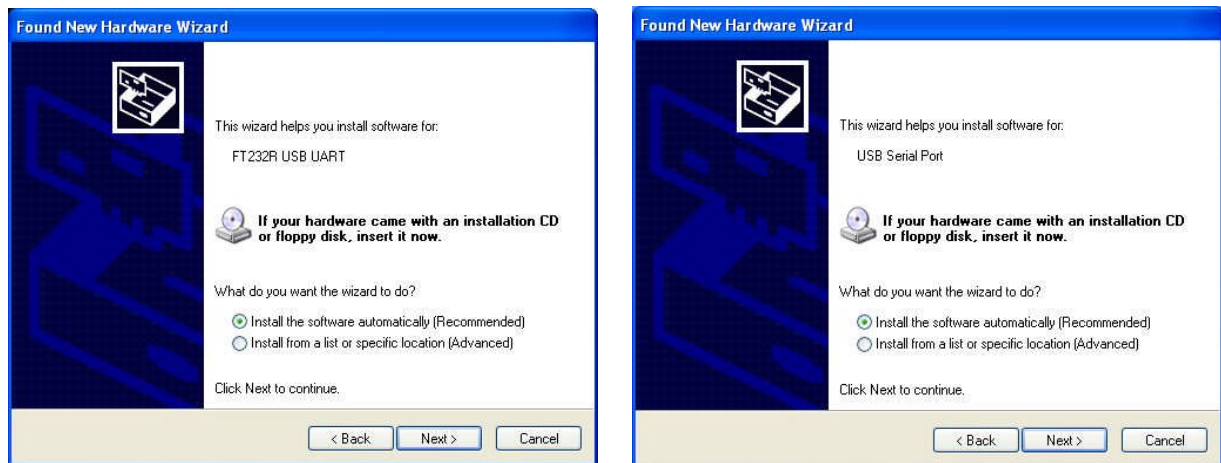 Found New Hardware Wizard
This wizard helps you install software for:
FT232R USB UART
If your hardware came with an installation CD
or floppy disk, insert it now.
What do you want the wizard to do?
Install the software automatically (Recommended)
Install from a list or specific location (Advanced)
Click Next to continue.
< Back
Next >
Cancel
Found New Hardware Wizard
This wizard helps you install software for:
USB Serial Port
If your hardware came with an installation CD
or floppy disk, insert it now.
What do you want the wizard to do?
Install the software automatically (Recommended)
Install from a list or specific location (Advanced)
Click Next to continue.
< Back
Next >
Cancel